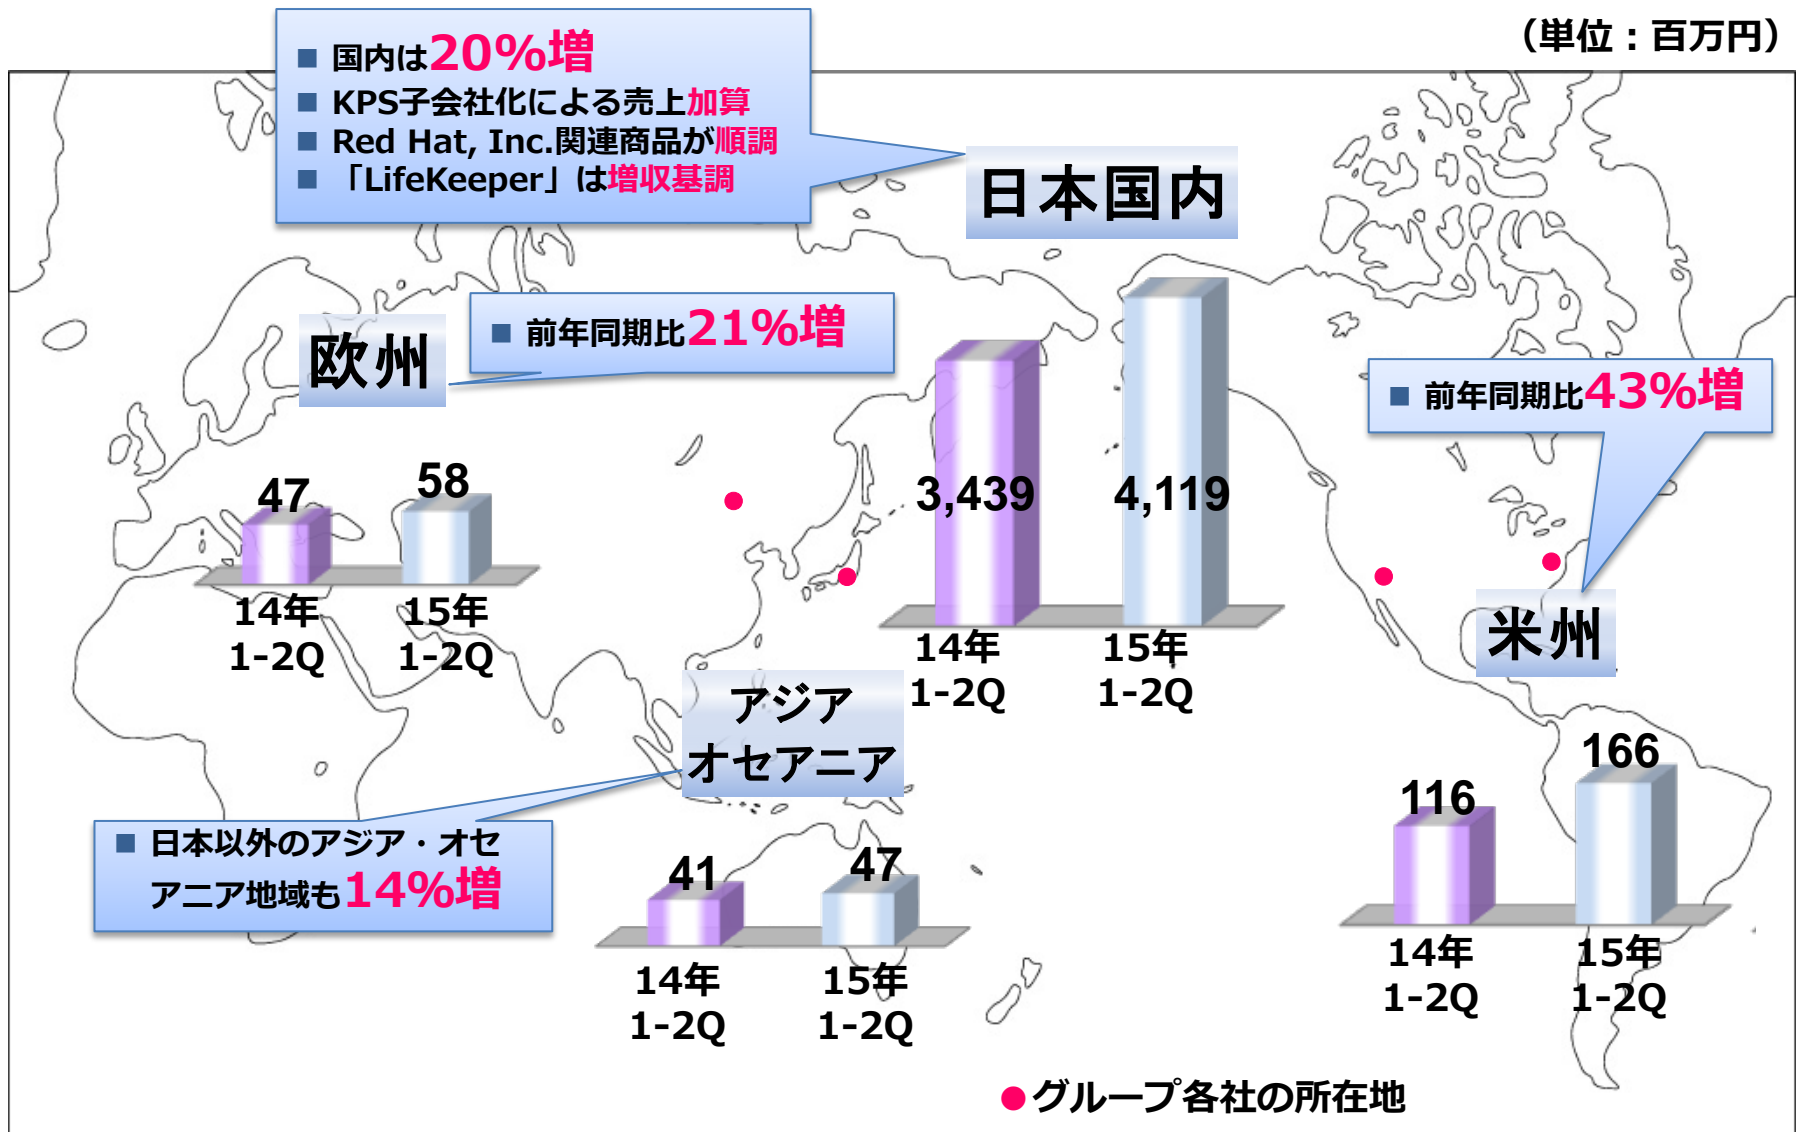 （単位：百万円）
■ 国内は20%増
■ KPS子会社化による売上加算
■ Red Hat, Inc.関連商品が順調
■ 「LifeKeeper」は増収基調
日本国内
3,439
4,119
14年
1-2Q
15年
1-2Q
欧州
■ 前年同期比21%増
47
58
14年
1-2Q
15年
1-2Q
■ 前年同期比43%増
米州
116
166
14年
1-2Q
15年
1-2Q
アジア
オセアニア
■ 日本以外のアジア・オセ
アニア地域も14%増
41
47
14年
1-2Q
15年
1-2Q
●グループ各社の所在地